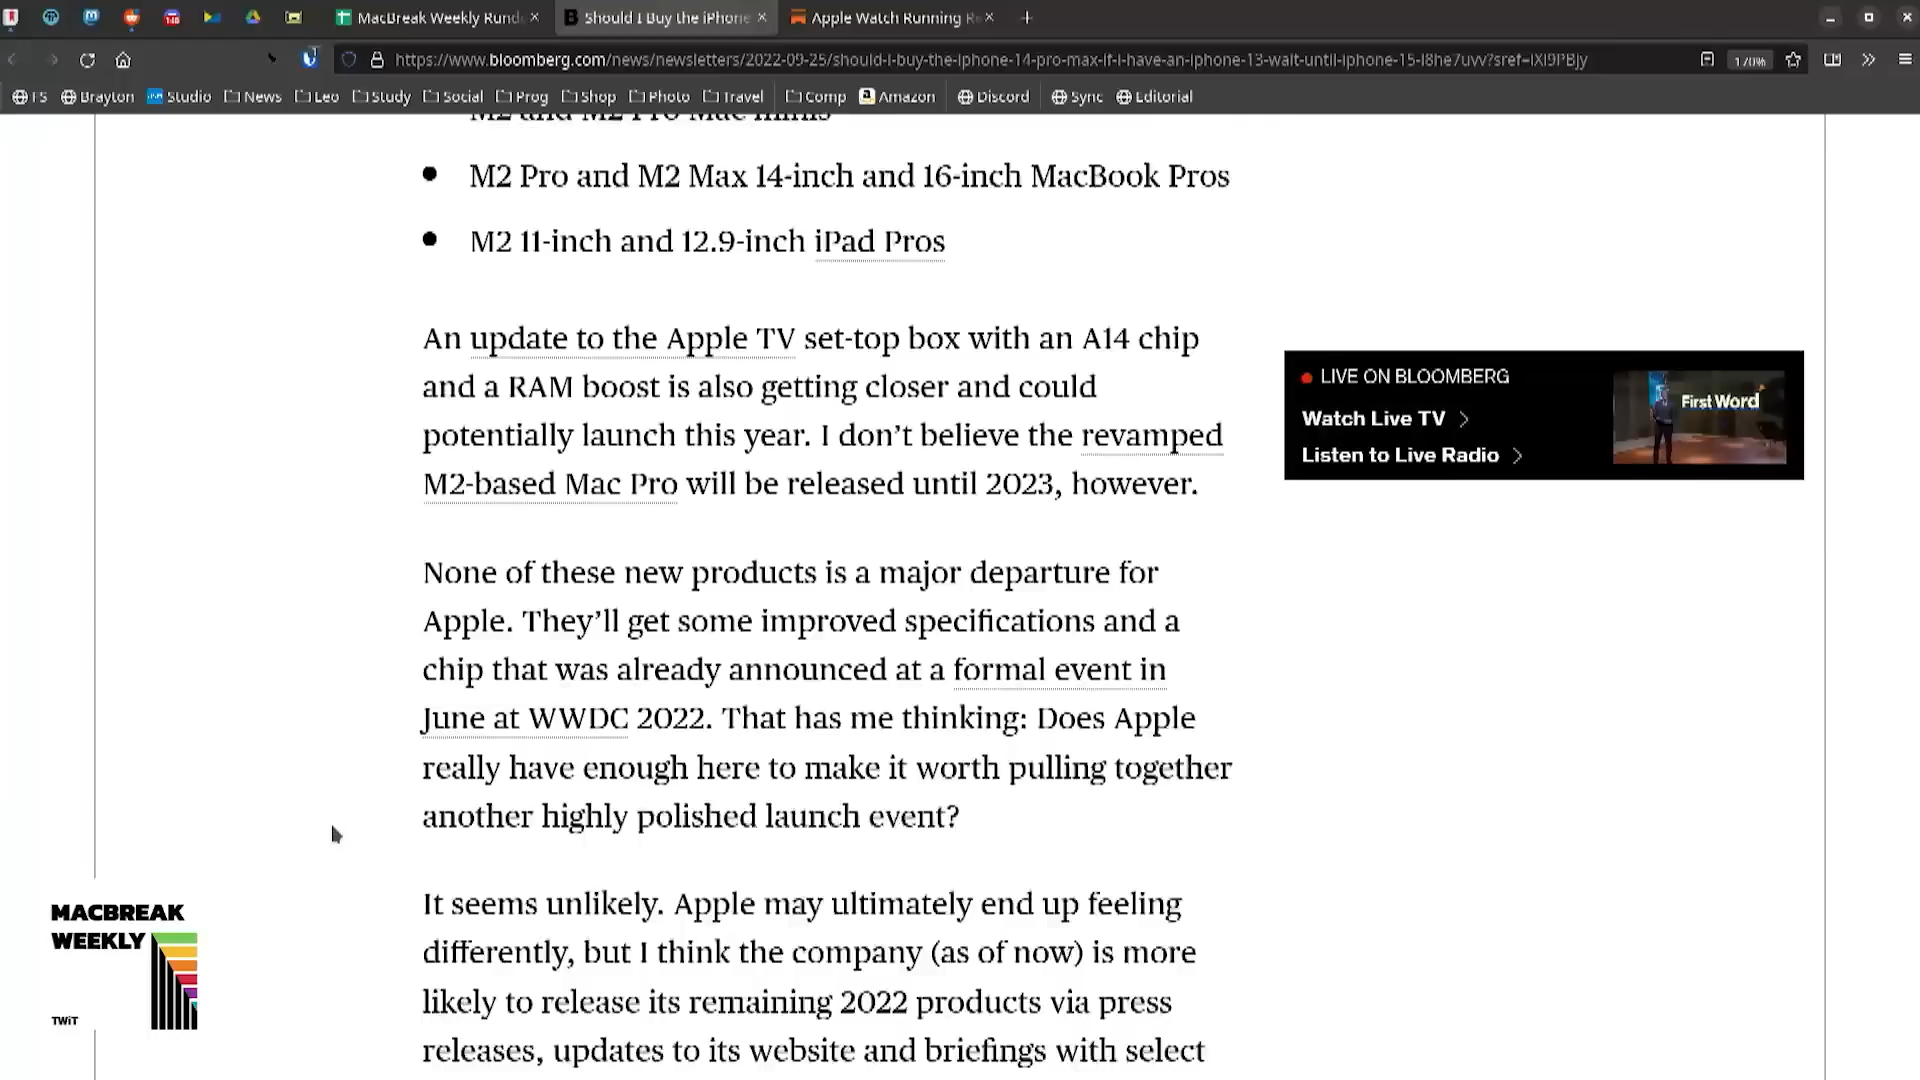 148
MacBreak Weekly Rund
Should I Buy the iPhone
Apple Watch Running R
https://www.bloomberg.com/news/newsletters/2022-09-25/should-i-buy-the-iphone-14-pro-max-if-i-have-an-iphone-13-wait-until-iphone-15-l8he7uvv?sref=
170%
Brayton
Studio
News
Leo
Study
Social
Prog
Shop
Photo
Travel
Comp
Amazon
Discord
Sync
Editorial
M2 and M2 Pro Mac minis
M2 Pro and M2 Max 14-inch and 16-inch MacBook Pros
M2 11-inch and 12.9-inch iPad Pros
An update to the Apple TV set-top box with an A14 chip
and a RAM boost is also getting closer and could
potentially launch this year. I don’t believe the revamped
M2-based Mac Pro will be released until 2023, however.
LIVE ON BLOOMBERG
Watch Live TV
Listen to Live Radio
First Word
None of these new products is a major departure for
Apple. They’ll get some improved specifications and a
chip that was already announced at a formal event in
June at WWDC 2022. That has me thinking: Does Apple
really have enough here to make it worth pulling together
another highly polished launch event?
It seems unlikely. Apple may ultimately end up feeling
differently, but I think the company (as of now) is more
likely to release its remaining 2022 products via press
releases, updates to its website and briefings with select
MACBREAK
WEEKLY
TWiT